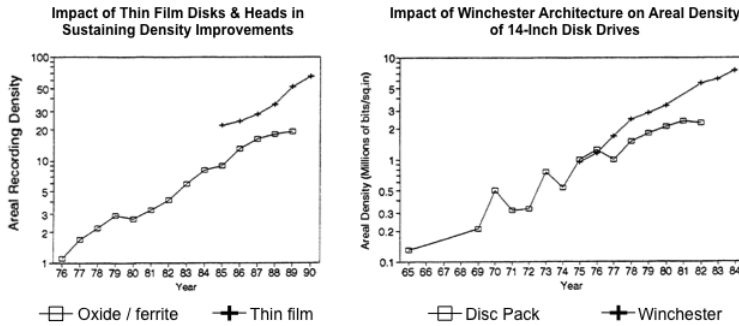 Impact of Thin Film Disks & Heads in
Sustaining Density Improvements
Areal Recording Density
100
50
30
20
10
5
3
2
1
76 77 78 79 80 81 82 83 84 85 86 87 88 89 90
Year
Oxide / ferrite
Thin film
Impact of Winchester Architecture on Areal Density
of 14-Inch Disk Drives
Areal Density (Millions of bits/sq.in)
10
5
3
2
1
0.5
0.3
0.2
0.1
65 66 67 68 69 70 71 72 73 74 75 76 77 78 79 80 81 82 83 84
Year
Disc Pack
Winchester